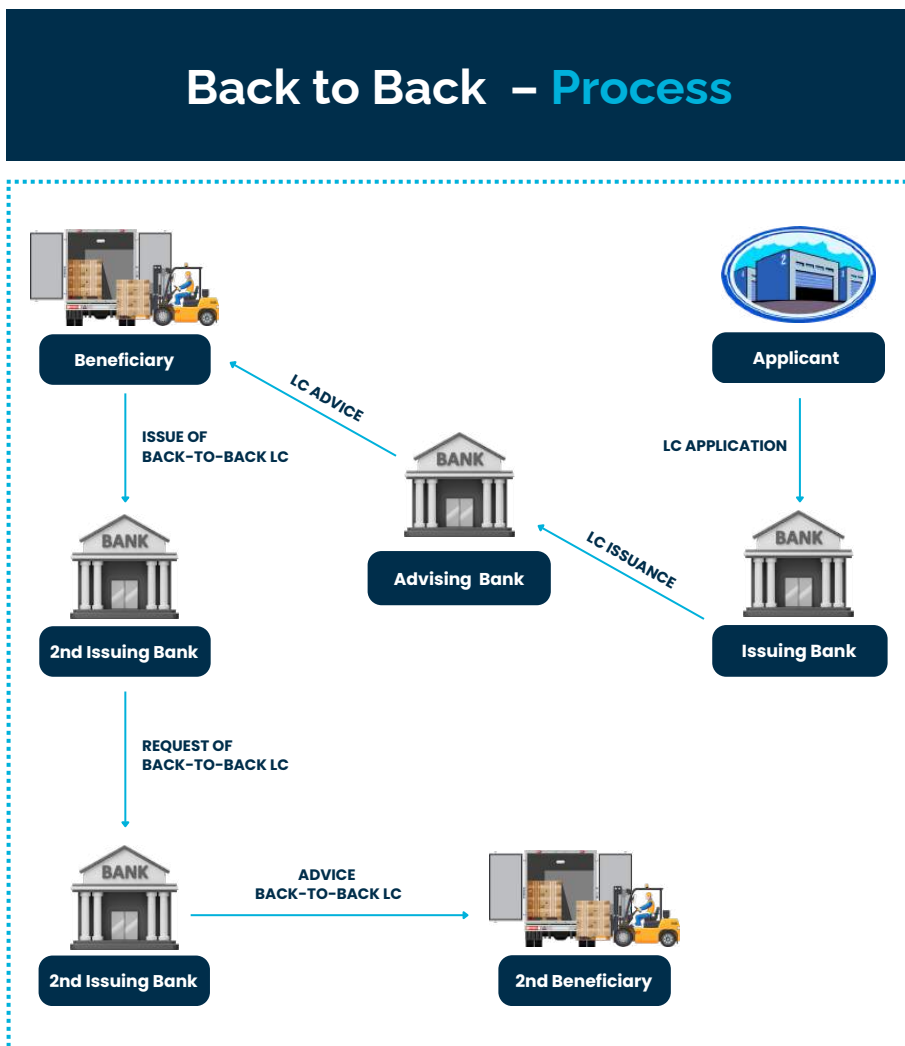 Back to Back – Process
Beneficiary
Applicant
LC ADVICE
ISSUE OF
BACK-TO-BACK LC
LC APPLICATION
BANK
Advising Bank
LC ISSUANCE
BANK
2nd Issuing Bank
BANK
Issuing Bank
REQUEST OF
BACK-TO-BACK LC
BANK
2nd Issuing Bank
ADVICE
BACK-TO-BACK LC
2nd Beneficiary
2